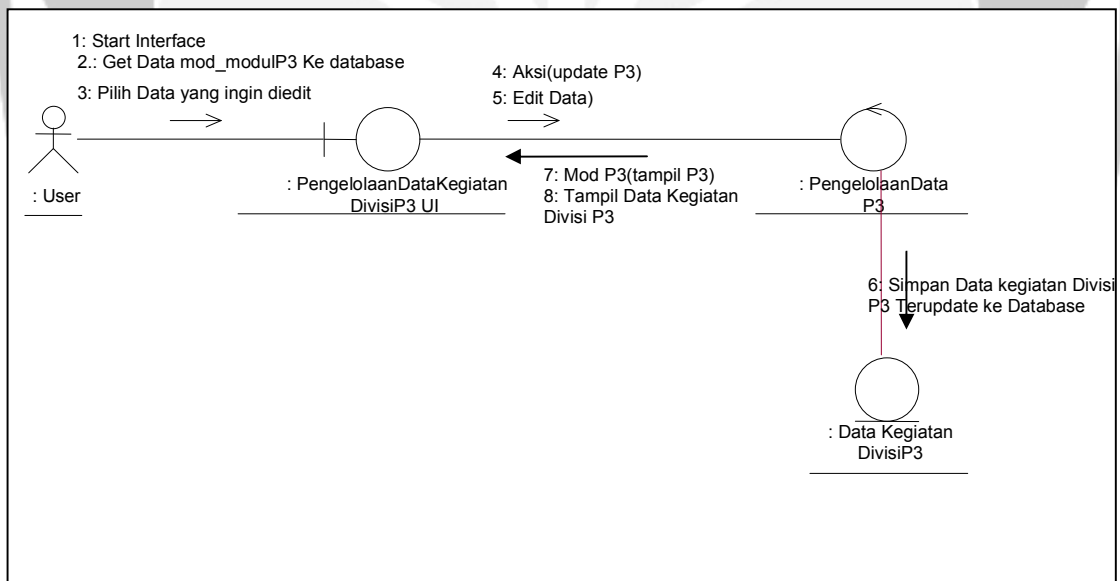 1: Start Interface
2.: Get Data mod_modulP3 Ke database
3: Pilih Data yang ingin diedit
4: Aksi(update P3)
5: Edit Data)
7: Mod P3(tampil P3)
8: Tampil Data Kegiatan
Divisi P3
: User
: PengelolaanDataKegiatan
DivisiP3 UI
: PengelolaanData
P3
6: Simpan Data kegiatan Divisi
P3 Terupdate ke Database
: Data Kegiatan
DivisiP3